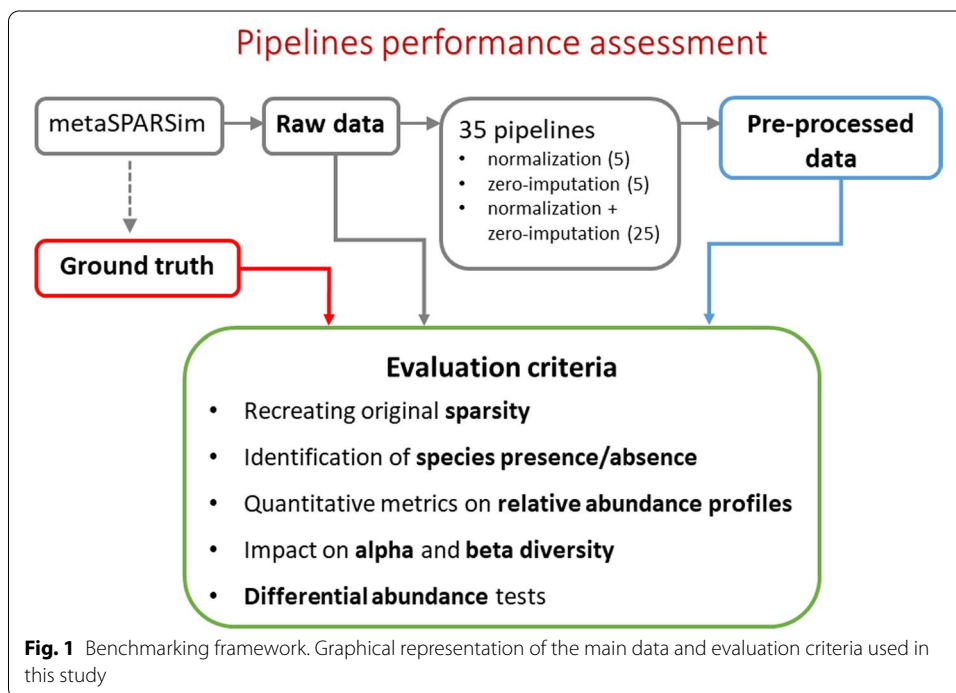 Pipelines performance assessment
metaSPARSim
Raw data
35 pipelines
• normalization (5)
• zero-imputation (5)
• normalization +
zero-imputation (25)
Pre-processed
data
Ground truth
Evaluation criteria
• Recreating original sparsity
• Identification of species presence/absence
• Quantitative metrics on relative abundance profiles
• Impact on alpha and beta diversity
• Differential abundance tests
Fig. 1 Benchmarking framework. Graphical representation of the main data and evaluation criteria used in
this study